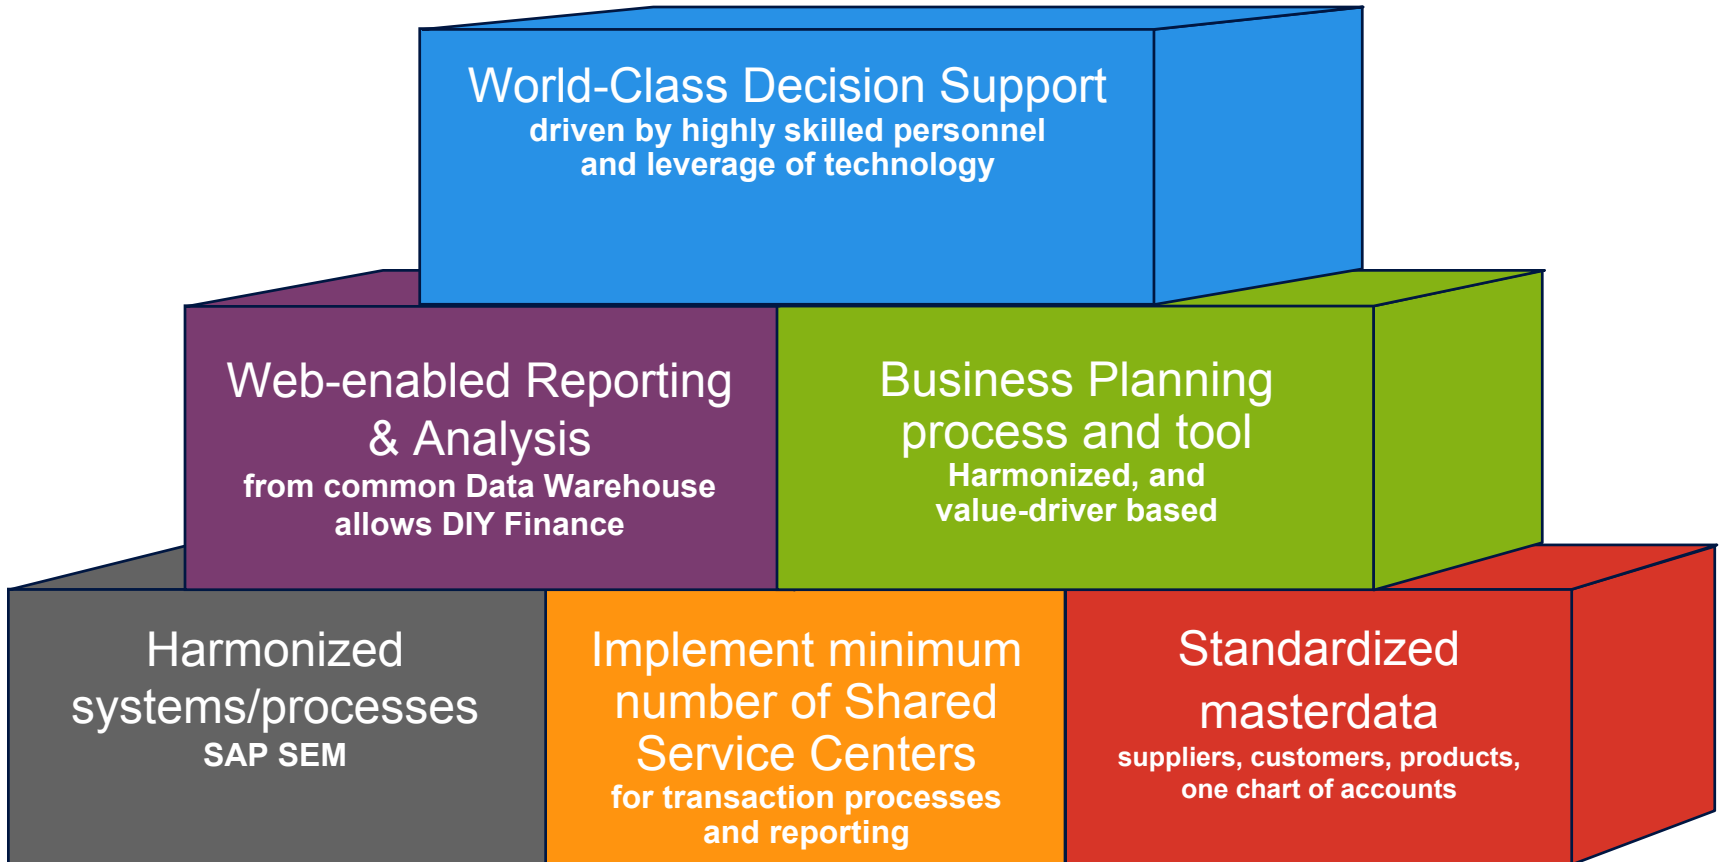 World-Class Decision Support
driven by highly skilled personnel
and leverage of technology
Web-enabled Reporting
& Analysis
from common Data Warehouse
allows DIY Finance
Business Planning
process and tool
Harmonized, and
value-driver based
Harmonized
systems/processes
SAP SEM
Implement minimum
number of Shared
Service Centers
for transaction processes
and reporting
Standardized
masterdata
suppliers, customers, products,
one chart of accounts